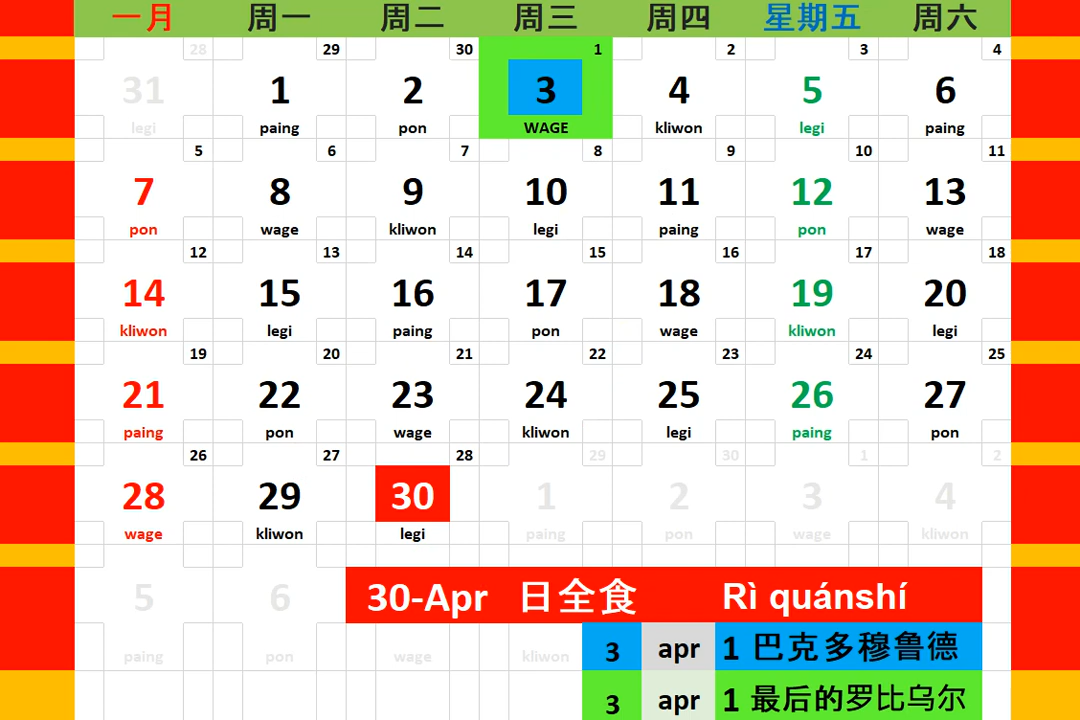 一月 周一 周二 周三 周四 星期五 周六
28 29 30 1 2 3 4
31 1 2 3 4 5 6
legi paing pon WAGE kliwon legi paing
5 6 7 8 9 10 11
7 8 9 10 11 12 13
pon wage kliwon legi paing pon wage
12 13 14 15 16 17 18
14 15 16 17 18 19 20
kliwon legi paing pon wage kliwon legi
19 20 21 22 23 24 25
21 22 23 24 25 26 27
paing pon wage kliwon legi paing pon
26 27 28 29 30 1 2
28 29 30 1 2 3 4
wage kliwon legi paing pon wage kliwon
5 6 30-Apr 日全食 Rì quánshí
paing pon wage kliwon 3 apr 1 巴克多穆鲁德
3 apr 1 最后的罗比乌尔